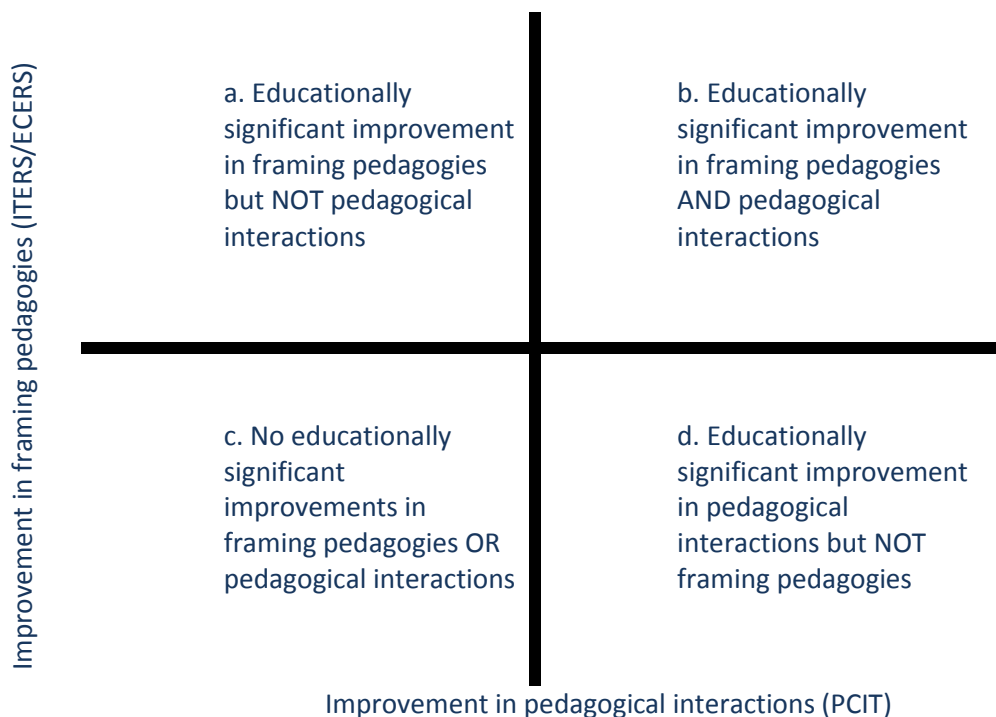 Improvement in framing pedagogies (ITERS/ECERS)
a. Educationally
significant improvement
in framing pedagogies
but NOT pedagogical
interactions
b. Educationally
significant improvement
in framing pedagogies
AND pedagogical
interactions
c. No educationally
significant
improvements in
framing pedagogies OR
pedagogical interactions
d. Educationally
significant improvement
in pedagogical
interactions but NOT
framing pedagogies
Improvement in pedagogical interactions (PCIT)